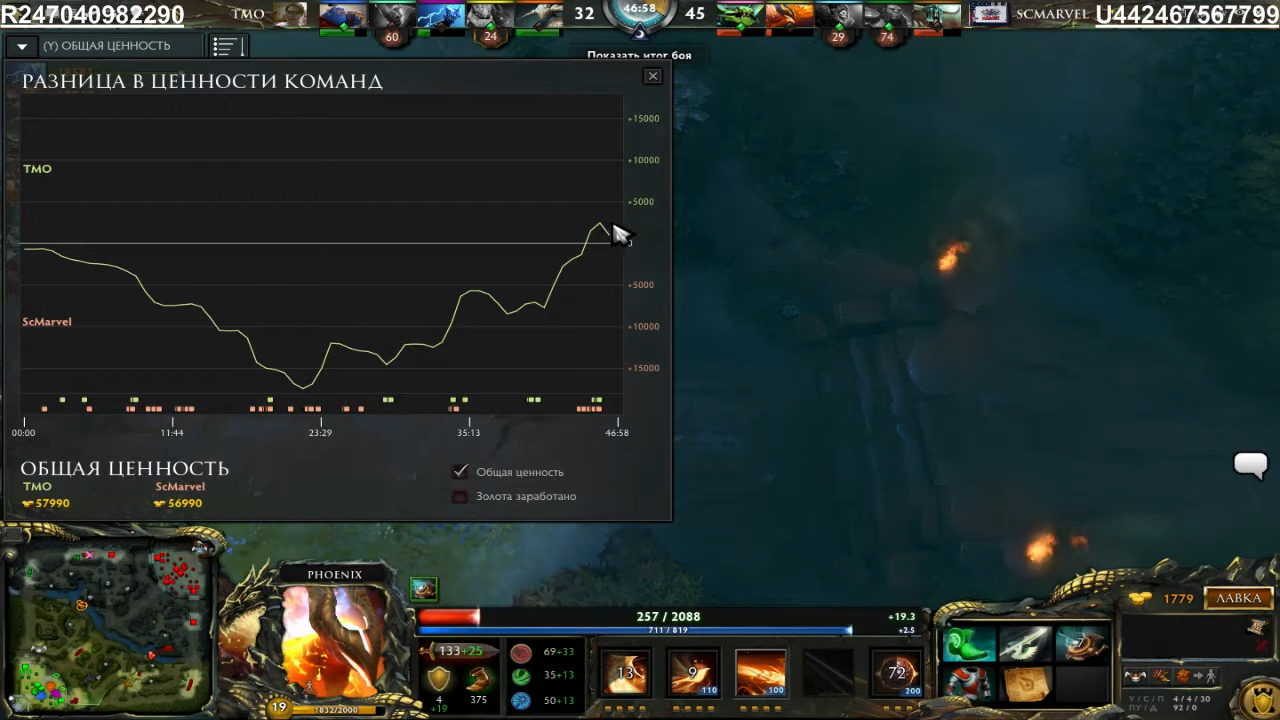 R247040982290
TMO
60
24
32
46:58
45
29
74
SCMARVEL
U442467567799
(Y) ОБЩАЯ ЦЕННОСТЬ
Показать итог боя
РАЗНИЦА В ЦЕННОСТИ КОМАНД
+15000
+10000
TMO
+5000
0
+5000
ScMarvel
+10000
+15000
00:00
11:44
23:29
35:13
46:58
ОБЩАЯ ЦЕННОСТЬ
TMO
ScMarvel
57990
56990
Общая ценность
Золота заработано
PHOENIX
257 / 2088
+19.3
711 / 819
+2.5
133+25
4
+19
375
69+33
35+13
50+13
19
1832/2000
13
9
110
100
72
200
7
1779
ЛАВКА
У / С / П
4 / 4 / 30
ПУ / Д
92 / 0